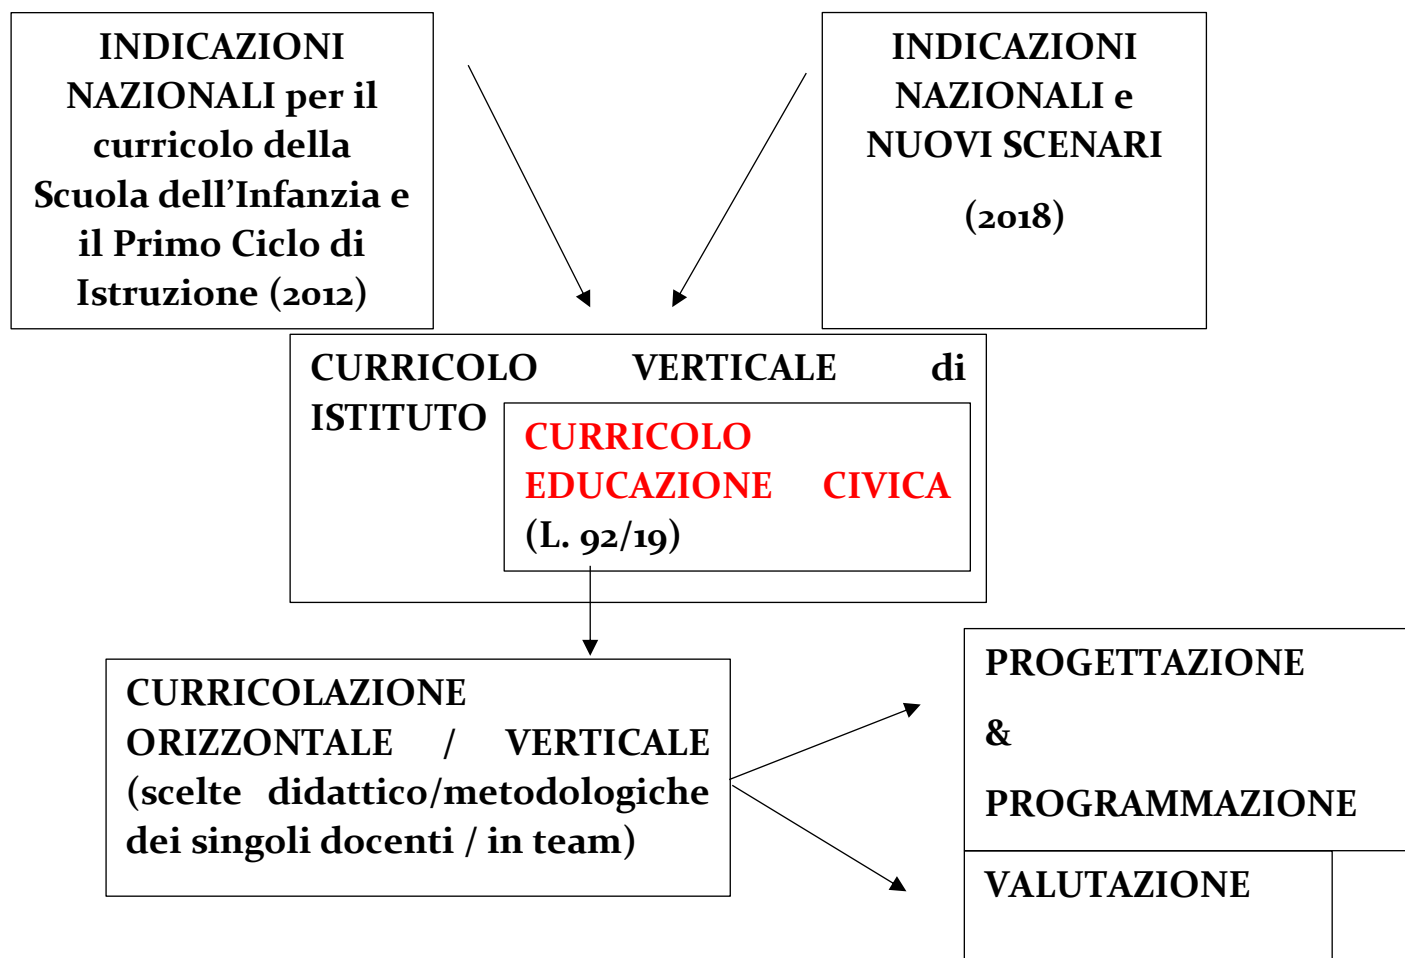 INDICAZIONI
NAZIONALI per il
curricolo della
Scuola dell’Infanzia e
il Primo Ciclo di
Istruzione (2012)
INDICAZIONI
NAZIONALI e
NUOVI SCENARI
(2018)
CURRICOLO VERTICALE di
ISTITUTO
CURRICOLO
EDUCAZIONE CIVICA
(L. 92/19)
CURRICOLAZIONE
ORIZZONTALE / VERTICALE
(scelte didattico/metodologiche
dei singoli docenti / in team)
PROGETTAZIONE
&
PROGRAMMAZIONE
VALUTAZIONE